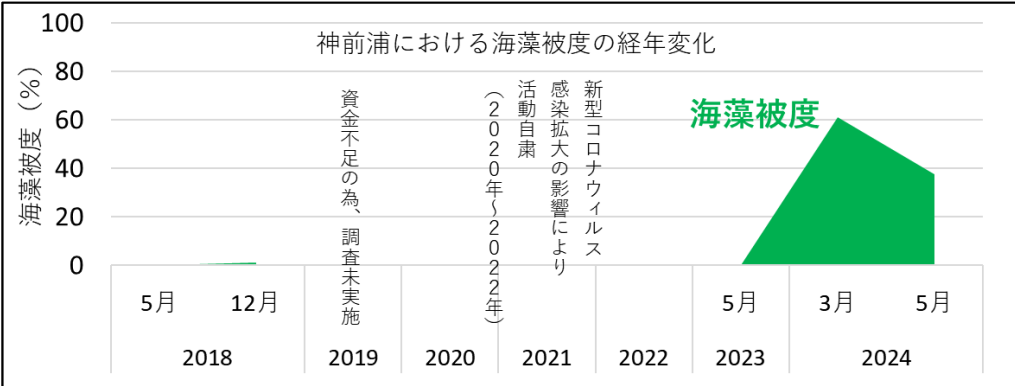 神前浦における海藻被度の経年変化
海藻被度（%）
100
80
60
40
20
0
資金不足の為、調査未実施
新型コロナウィルス
感染拡大の影響により
活動自粛
（2020年～2022年）
海藻被度
5月 12月 5月 3月 5月
2018 2019 2020 2021 2022 2023 2024